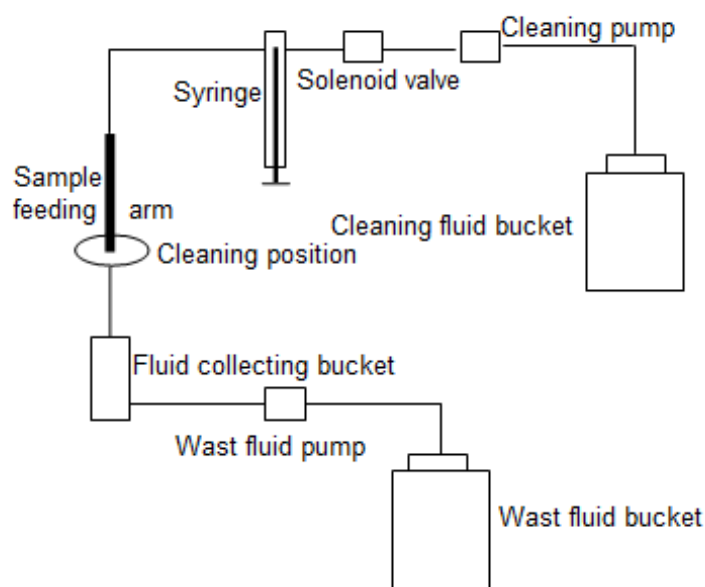 Cleaning pump
Syringe
Solenoid valve
Sample
feeding arm
Cleaning fluid bucket
Cleaning position
Fluid collecting bucket
Wast fluid pump
Wast fluid bucket